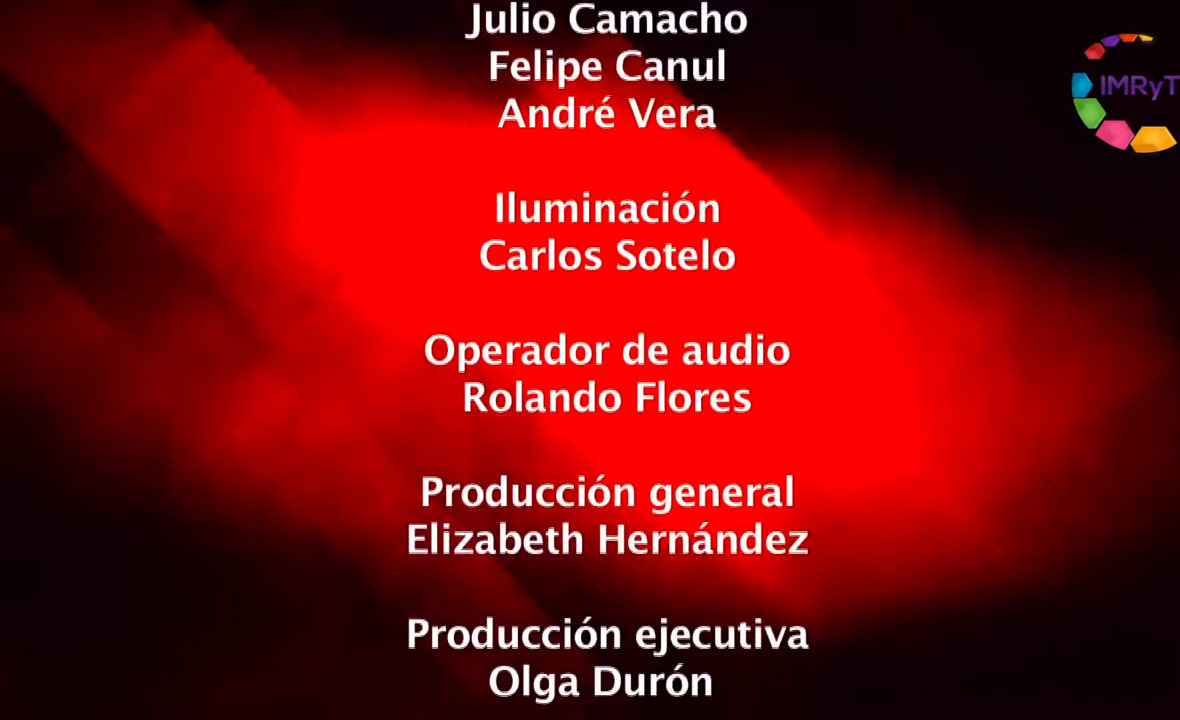 Julio Camacho
Felipe Canul
André Vera
Iluminación
Carlos Sotelo
Operador de audio
Rolando Flores
Producción general
Elizabeth Hernández
Producción ejecutiva
Olga Durón
IMRyT